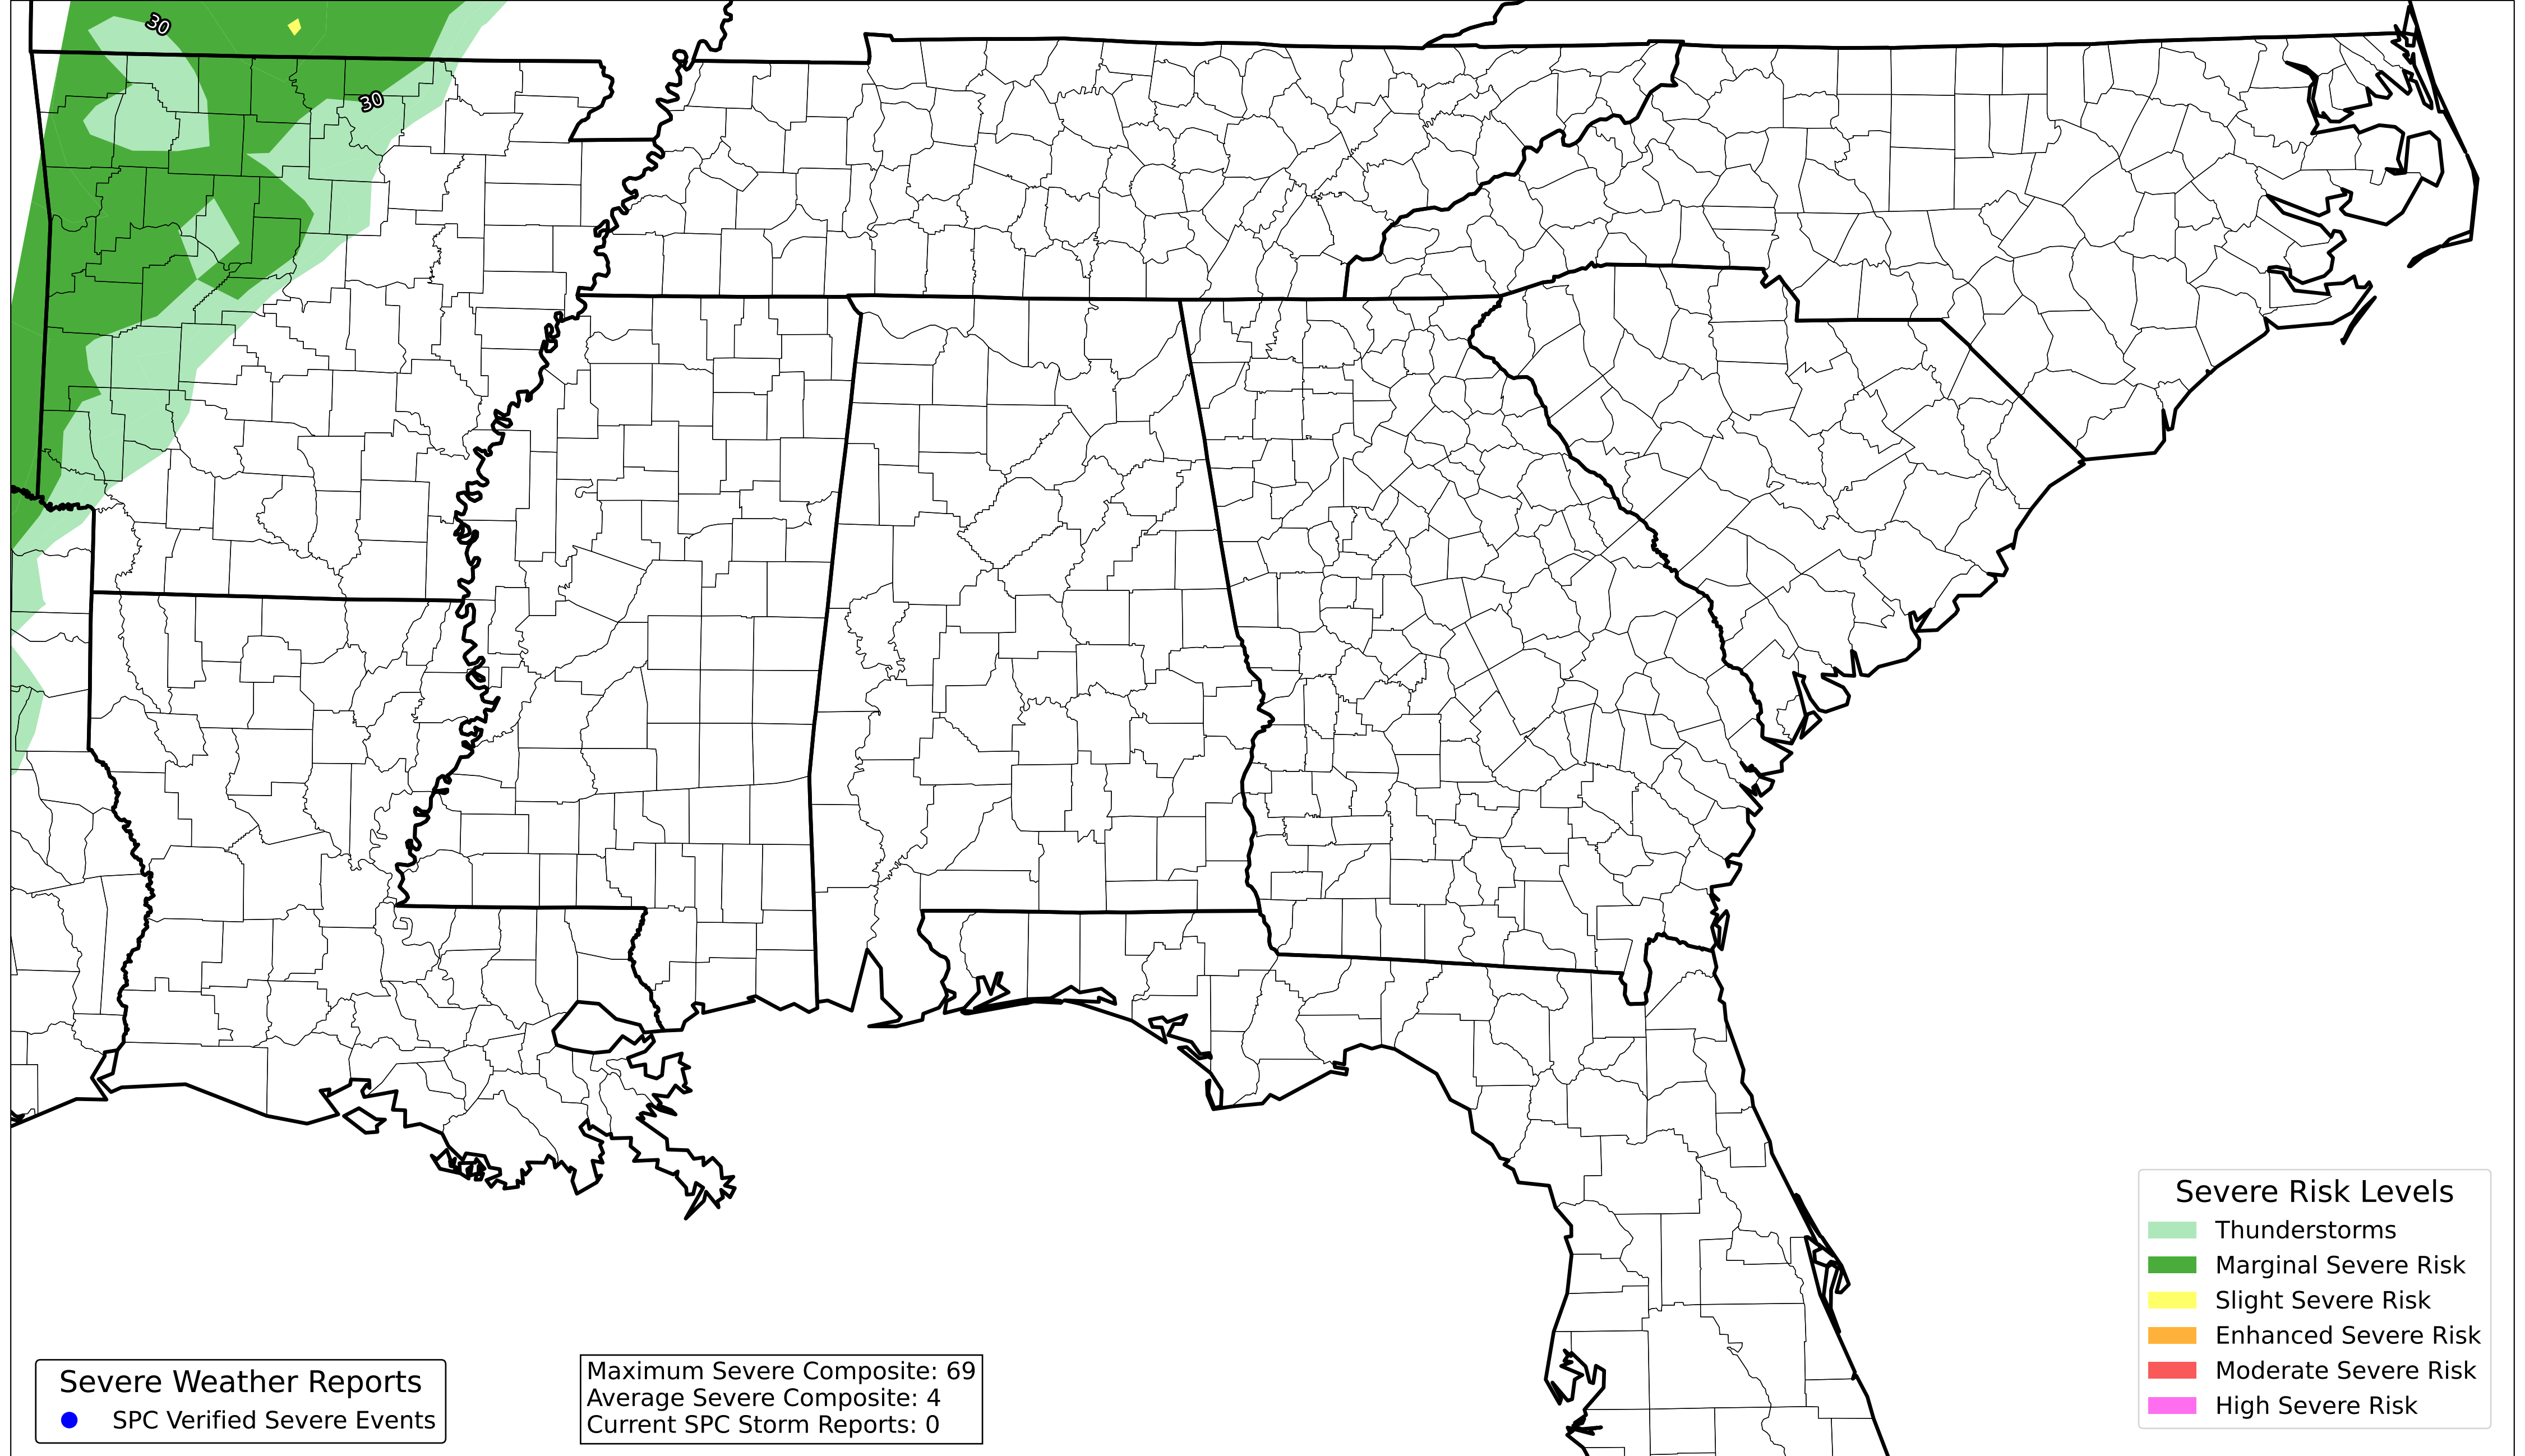 30
30
Severe Risk Levels
Thunderstorms
Marginal Severe Risk
Slight Severe Risk
Enhanced Severe Risk
Moderate Severe Risk
High Severe Risk
Severe Weather Reports
SPC Verified Severe Events
Maximum Severe Composite: 69
Average Severe Composite: 4
Current SPC Storm Reports: 0